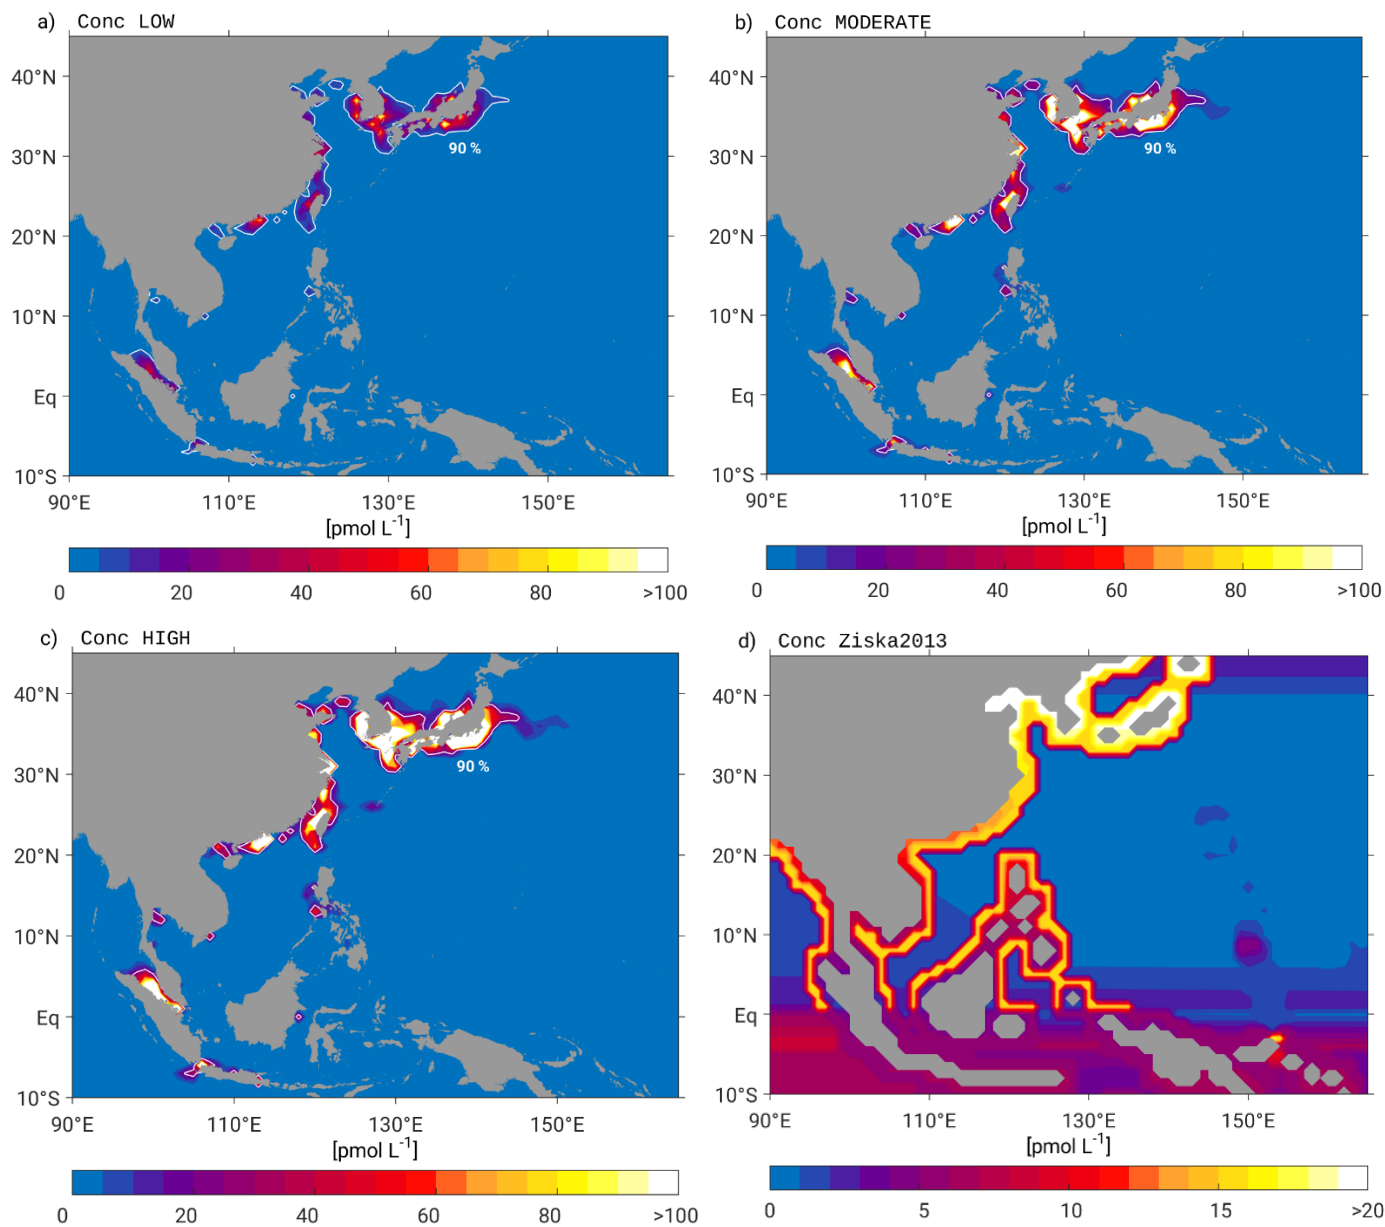 a) Conc LOW
40°N
30°N
20°N
10°N
Eq
10°S
90 %
90°E 110°E 130°E 150°E
[pmol L-1]
0 20 40 60 80 >100
b) Conc MODERATE
40°N
30°N
20°N
10°N
Eq
10°S
90 %
90°E 110°E 130°E 150°E
[pmol L-1]
0 20 40 60 80 >100
c) Conc HIGH
40°N
30°N
20°N
10°N
Eq
10°S
90 %
90°E 110°E 130°E 150°E
[pmol L-1]
0 20 40 60 80 >100
d) Conc Ziska2013
40°N
30°N
20°N
10°N
Eq
10°S
90°E 110°E 130°E 150°E
[pmol L-1]
0 5 10 15 >20